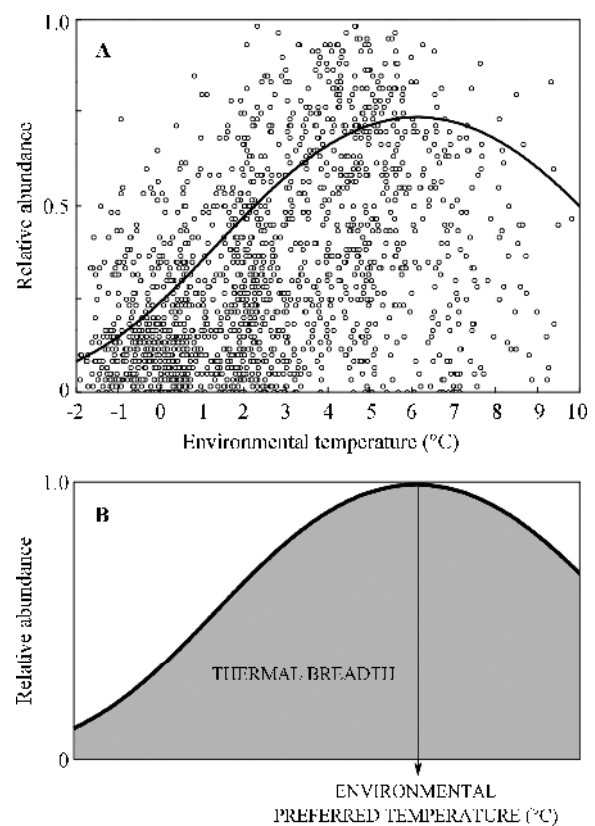 1.0
A
Relative abundance
0.5
0
-2 -1 0 1 2 3 4 5 6 7 8 9 10
Environmental temperature (°C)
1.0
B
Relative abundance
THERMAL BREADTH
0
ENVIRONMENTAL
PREFERRED TEMPERATURE (°C)